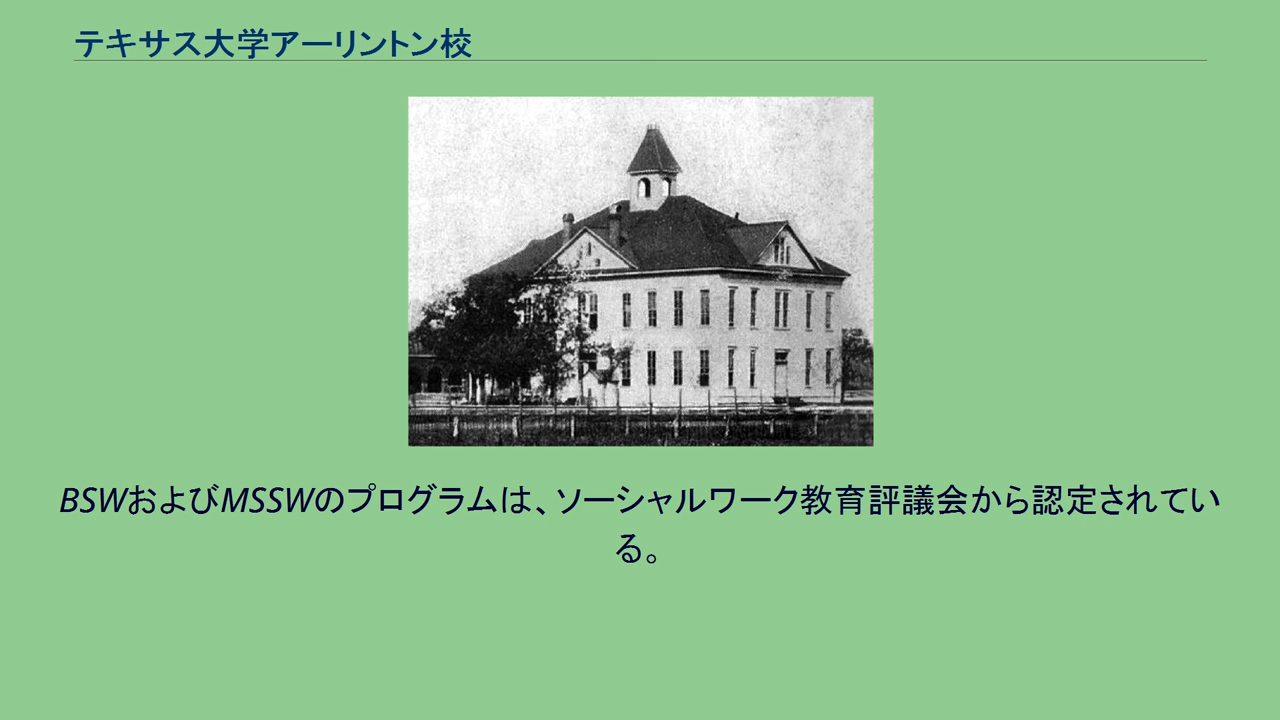 テキサス大学アーリントン校
BSWおよびMSSWのプログラムは、ソーシャルワーク教育評議会から認定されてい
る。